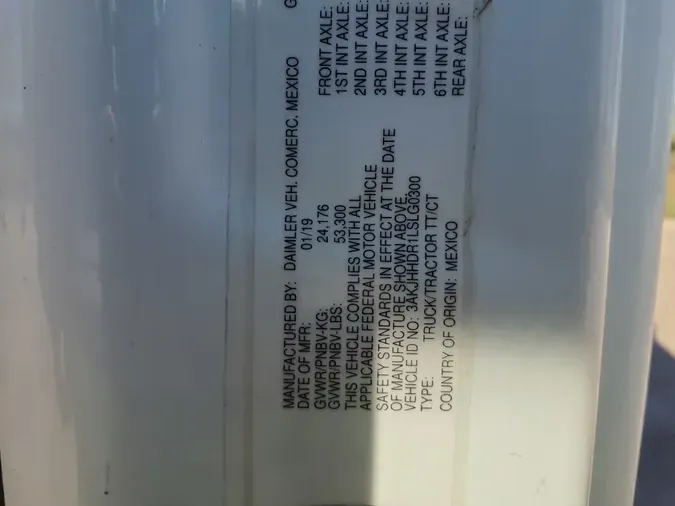 MANUFACTURED BY: DAIMLER VEH. COMERC. MEXICO G
DATE OF MFR: 01/19
GVWR/PNBV-KG: 24,176
GVWR/PNBV-LBS: 53,300
THIS VEHICLE COMPLIES WITH ALL
APPLICABLE FEDERAL MOTOR VEHICLE
SAFETY STANDARDS IN EFFECT AT THE DATE
OF MANUFACTURE SHOWN ABOVE.
VEHICLE ID NO: 3AKJHHDR1LSLG0300
TYPE: TRUCK/TRACTOR TT/CT
COUNTRY OF ORIGIN: MEXICO
FRONT AXLE:
1ST INT AXLE:
2ND INT AXLE:
3RD INT AXLE:
4TH INT AXLE:
5TH INT AXLE:
6TH INT AXLE:
REAR AXLE: